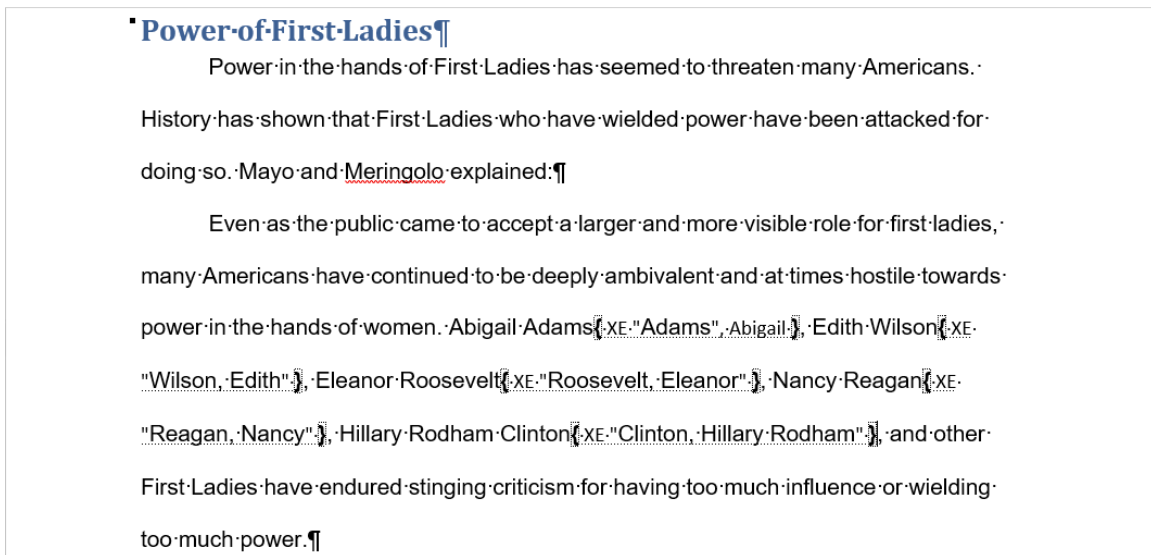 Power·of·First·Ladies¶
Power·in·the·hands·of·First·Ladies·has·seemed·to·threaten·many·Americans.·
History·has·shown·that·First·Ladies·who·have·wielded·power·have·been·attacked·for·
doing·so.·Mayo·and·Meringolo·explained:¶
Even·as·the·public·came·to·accept·a·larger·and·more·visible·role·for·first·ladies,·
many·Americans·have·continued·to·be·deeply·ambivalent·and·at·times·hostile·towards·
power·in·the·hands·of·women.·Abigail·Adams{·XE·"Adams",·Abigail·},·Edith·Wilson{·XE·
"Wilson,·Edith"·},·Eleanor·Roosevelt{·XE·"Roosevelt,·Eleanor"·},·Nancy·Reagan{·XE·
"Reagan,·Nancy"·},·Hillary·Rodham·Clinton{·XE·"Clinton,·Hillary·Rodham"·},·and·other·
First·Ladies·have·endured·stinging·criticism·for·having·too·much·influence·or·wielding·
too·much·power.¶